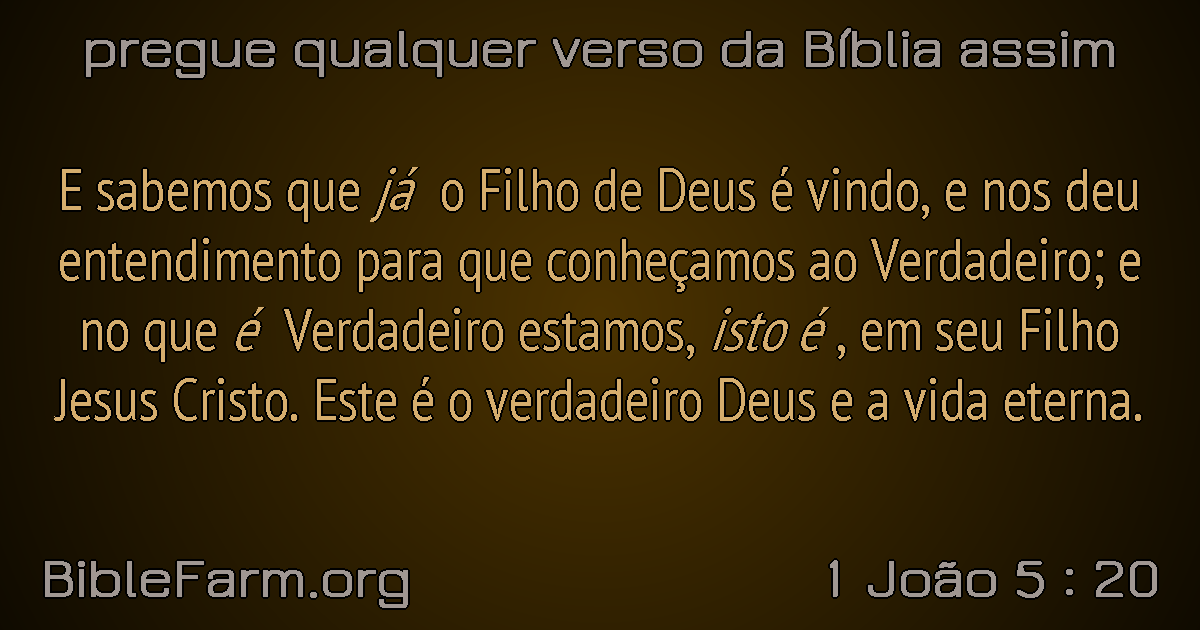 pregue qualquer verso da Bíblia assim
E sabemos que já o Filho de Deus é vindo, e nos deu
entendimento para que conheçamos ao Verdadeiro; e
no que é Verdadeiro estamos, isto é , em seu Filho
Jesus Cristo. Este é o verdadeiro Deus e a vida eterna.
BibleFarm.org
1 João 5 : 20